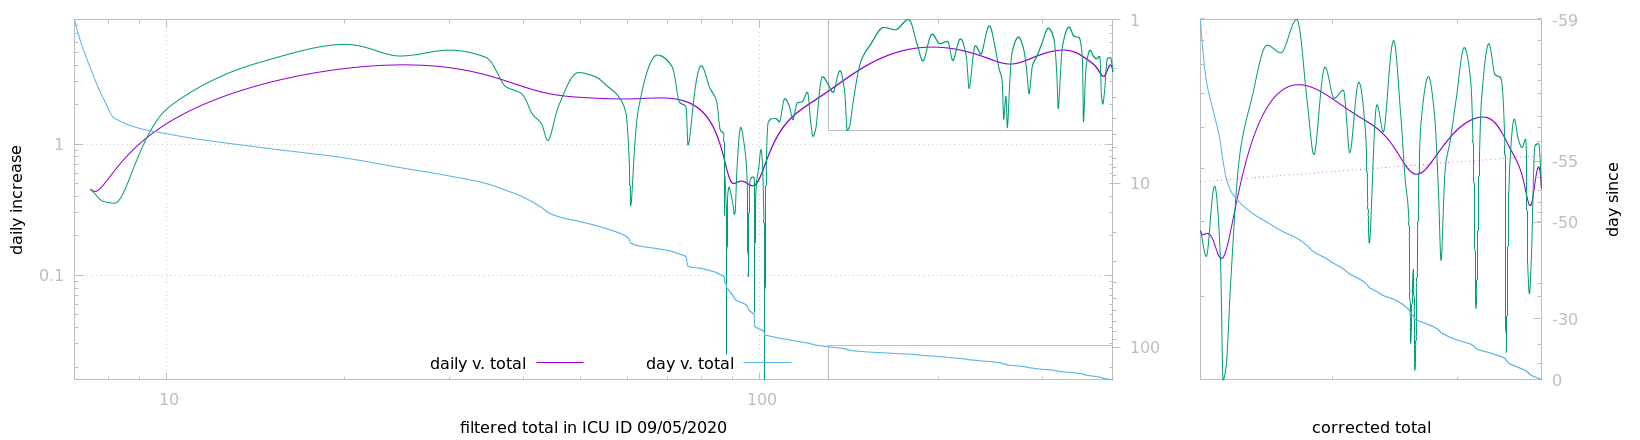 daily increase
1
0.1
10
100
1
10
100
daily v. total
day v. total
filtered total in ICU ID 09/05/2020
-59
-55
-50
-30
0
day since
corrected total